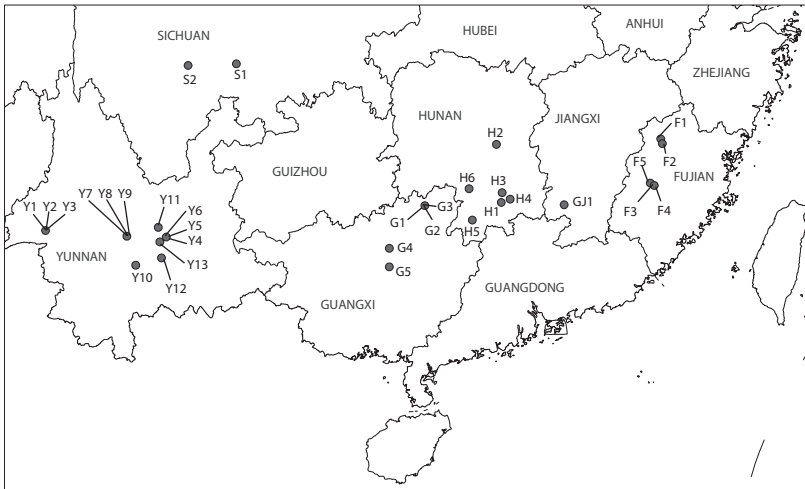 ANHUI
SICHUAN
HUBEI
S2
S1
ZHEJIANG
HUNAN
JIANGXI
F1
H2
F2
GUIZHOU
F5
FUJIAN
H6
H3
Y7 Y8 Y9
H4
G1
G3
H1
GJ1
F3
F4
Y1 Y2 Y3
Y11
Y6
Y5
Y4
G2
H5
YUNNAN
Y13
G4
Y10
Y12
G5
GUANGXI
GUANGDONG